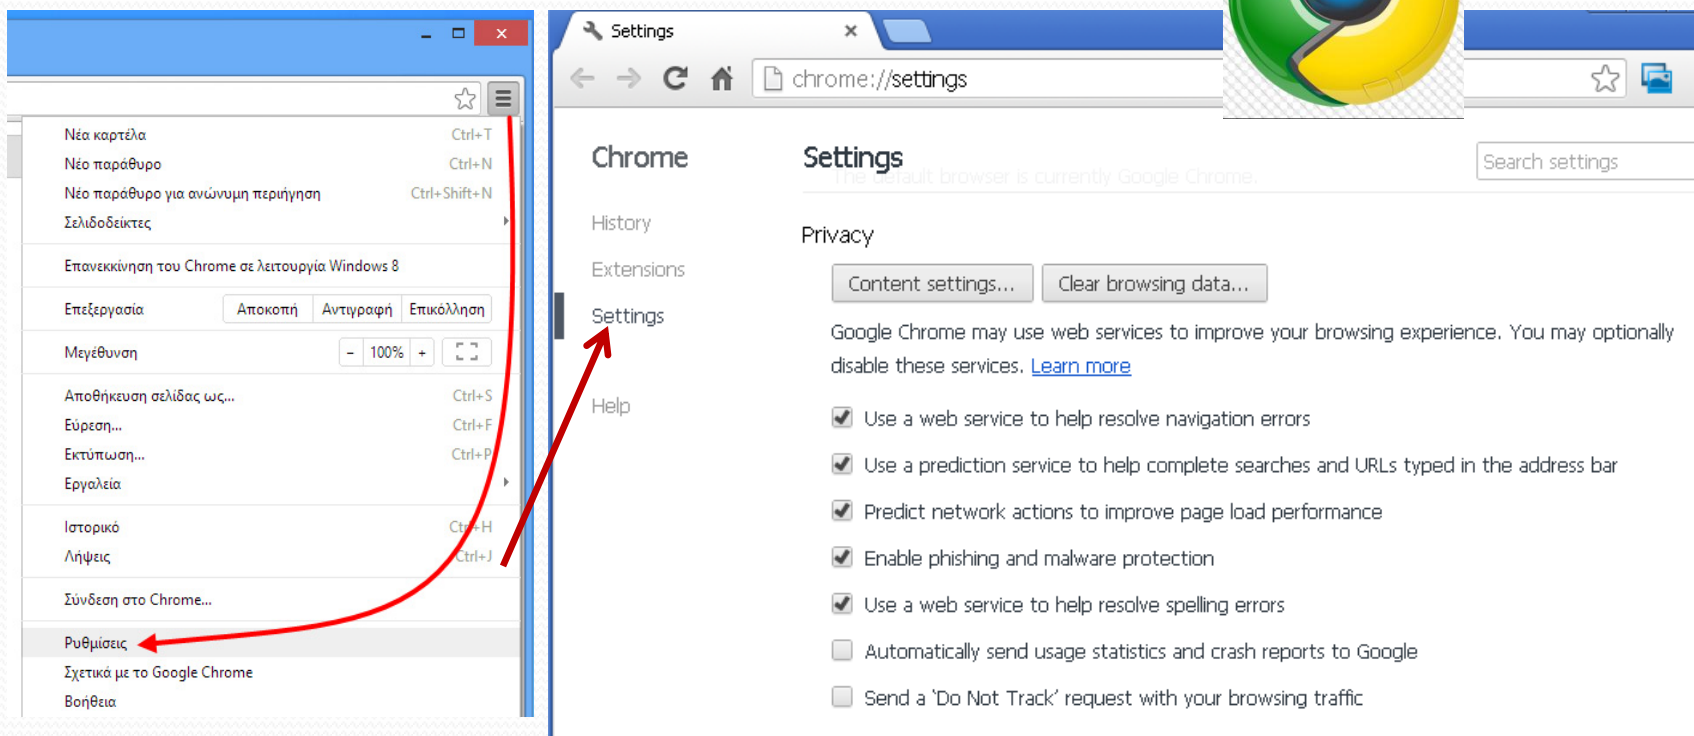 Νέα καρτέλα Ctrl+T
Νέο παράθυρο Ctrl+N
Νέο παράθυρο για ανώνυμη περιήγηση Ctrl+Shift+N
Σελιδοδείκτες
Επανεκκίνηση του Chrome σε λειτουργία Windows 8
Επεξεργασία Αποκοπή Αντιγραφή Επικόλληση
Μεγέθυνση - 100% +
Αποθήκευση σελίδας ως... Ctrl+S
Εύρεση... Ctrl+F
Εκτύπωση... Ctrl+P
Εργαλεία
Ιστορικό Ctrl+H
Λήψεις Ctrl+J
Σύνδεση στο Chrome...
Ρυθμίσεις
Σχετικά με το Google Chrome
Βοήθεια
Settings
chrome://settings
Chrome
History
Extensions
Settings
Help
Settings
Search settings
The default browser is currently Google Chrome.
Privacy
Content settings... Clear browsing data...
Google Chrome may use web services to improve your browsing experience. You may optionally
disable these services. Learn more
Use a web service to help resolve navigation errors
Use a prediction service to help complete searches and URLs typed in the address bar
Predict network actions to improve page load performance
Enable phishing and malware protection
Use a web service to help resolve spelling errors
Automatically send usage statistics and crash reports to Google
Send a 'Do Not Track' request with your browsing traffic